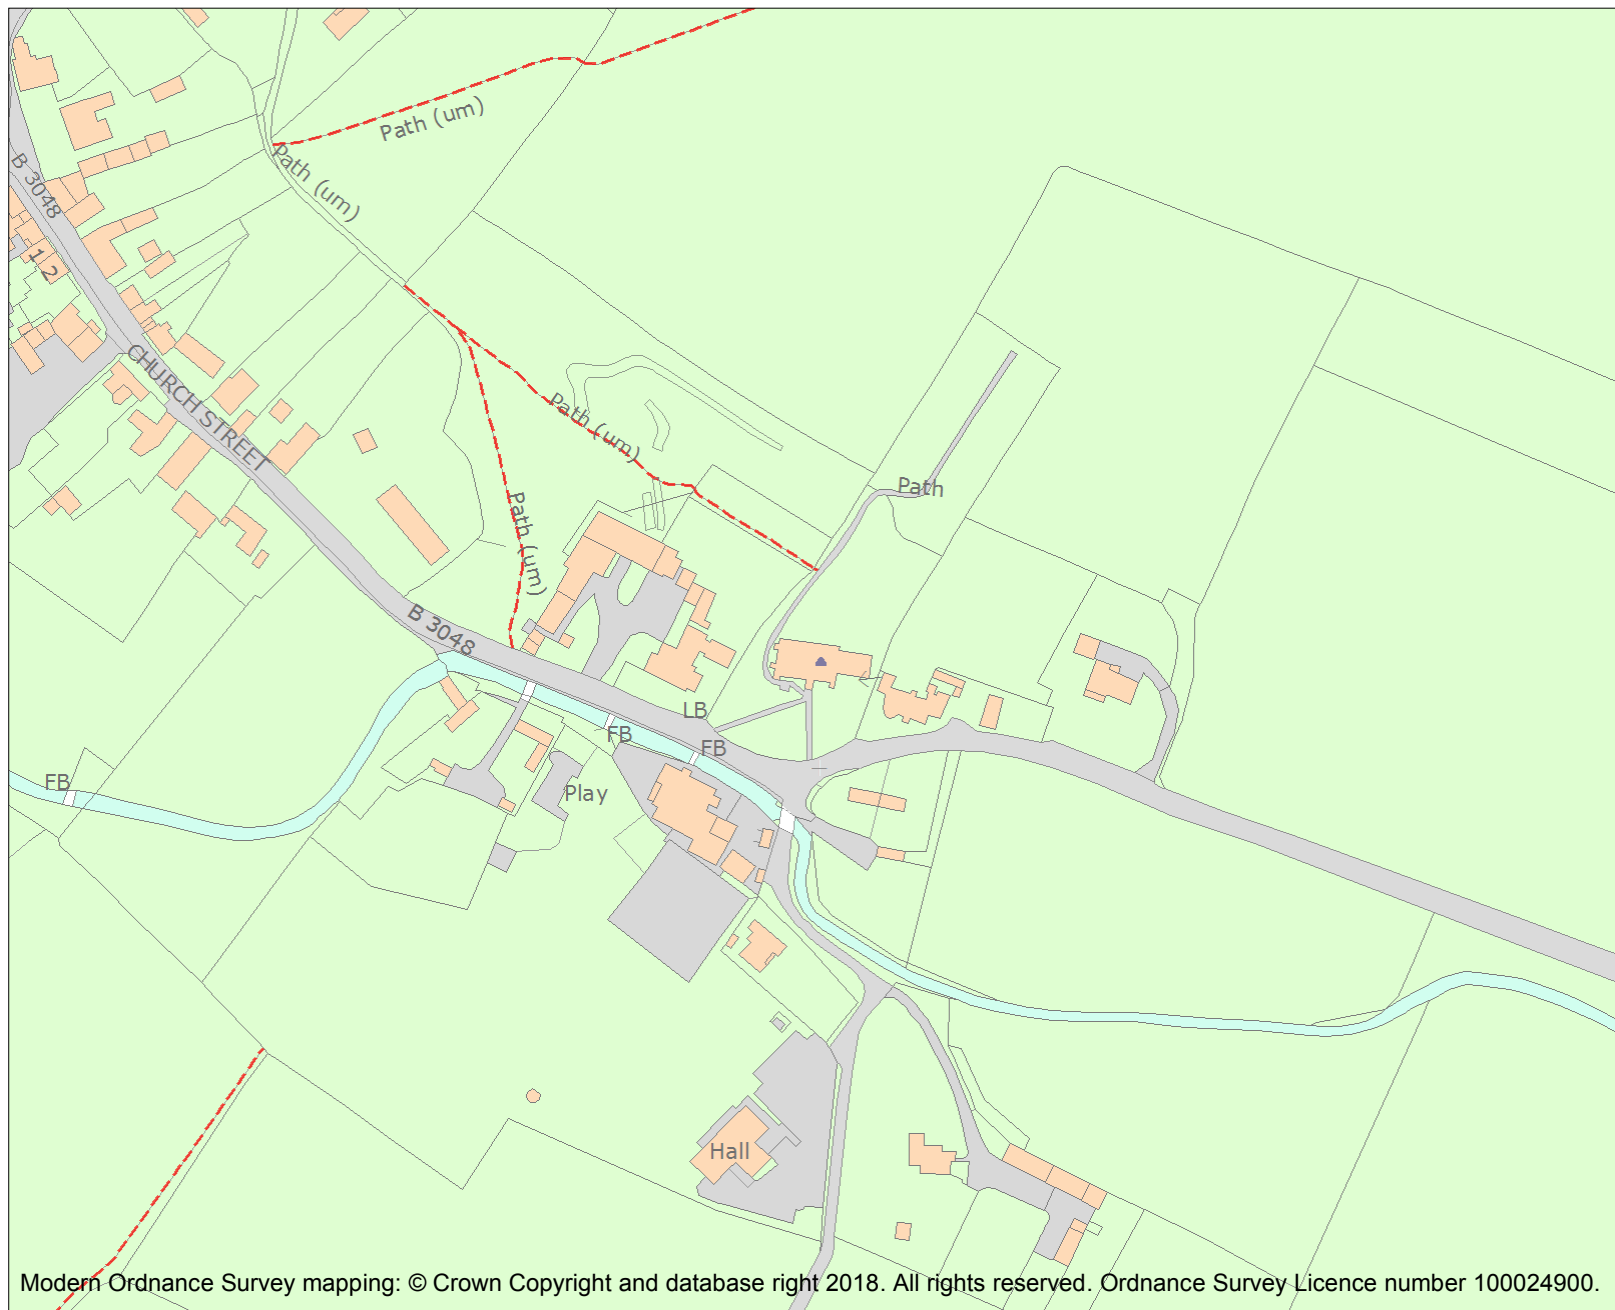 Path (um)
B 3048
Path (um)
1 2
CHURCH STREET
Path (um)
Path
Path (um)
B 3048
LB
FB
FB
FB
Play
Hall
Modern Ordnance Survey mapping: © Crown Copyright and database right 2018. All rights reserved. Ordnance Survey Licence number 100024900.